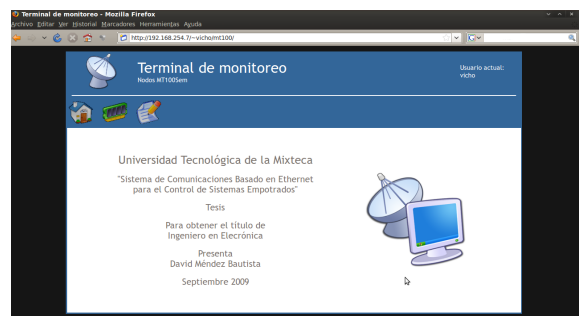 Terminal de monitoreo - Mozilla Firefox
Archivo Editar Ver Historial Marcadores Herramientas Ayuda
http://192.168.254.7/~vicho/mt100/
Terminal de monitoreo
Nodos MT100Sem
Usuario actual:
vicho
Universidad Tecnológica de la Mixteca
"Sistema de Comunicaciones Basado en Ethernet
para el Control de Sistemas Empotrados"
Tesis
Para obtener el título de
Ingeniero en Elecrónica
Presenta
David Méndez Bautista
Septiembre 2009